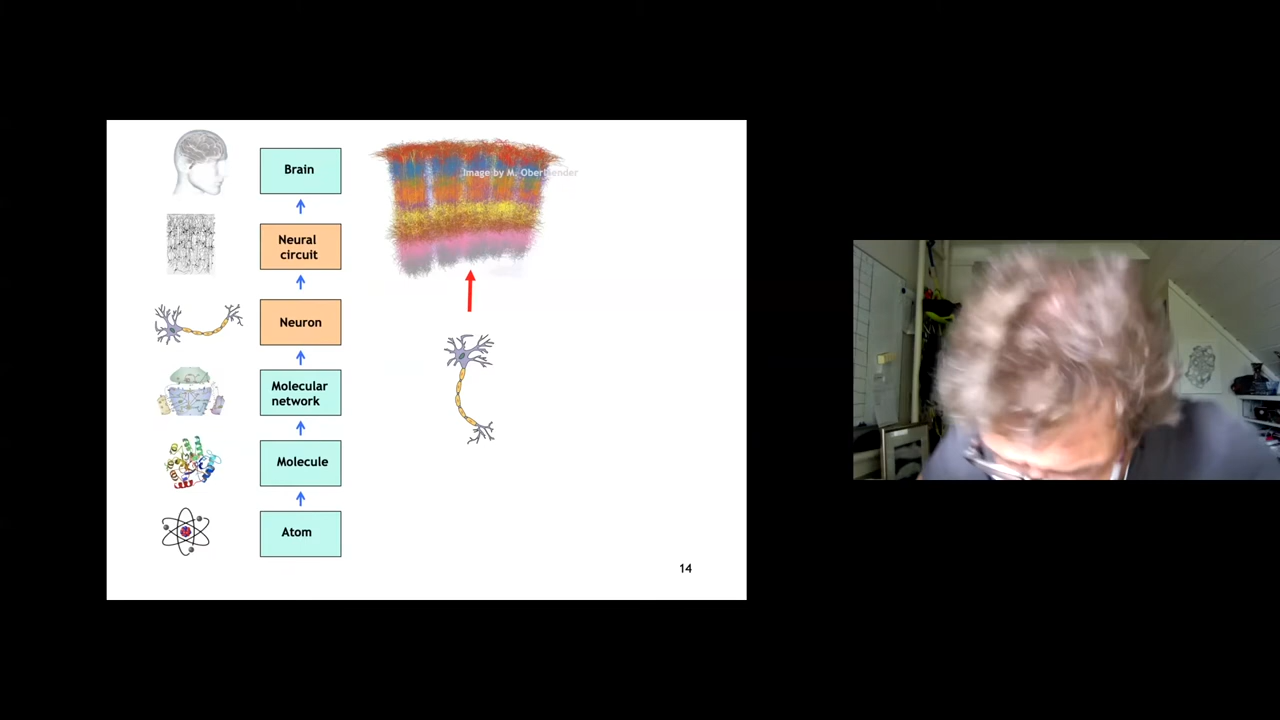 Brain
Image by M. Oberlaender
Neural
circuit
Neuron
Molecular
network
Molecule
Atom
14